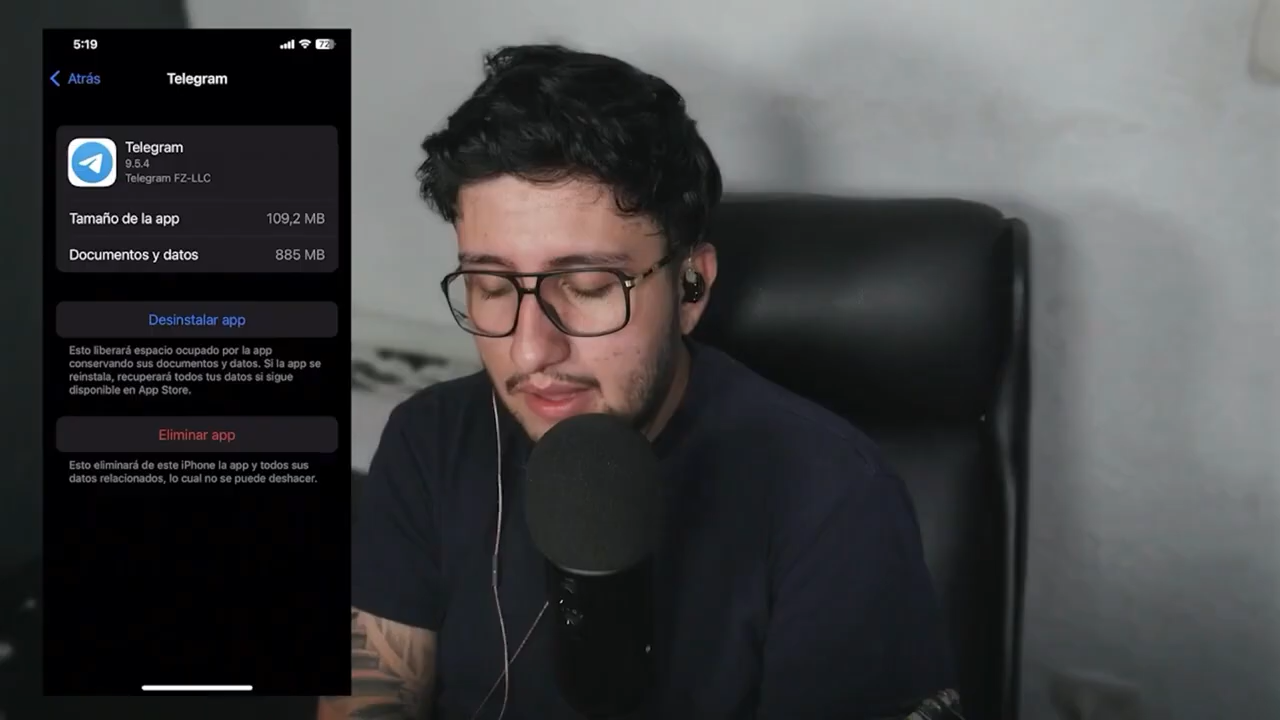 5:19
72
Atrás
Telegram
Telegram
9.5.4
Telegram FZ-LLC
Tamaño de la app 109,2 MB
Documentos y datos 885 MB
Desinstalar app
Esto liberará espacio ocupado por la app
conservando sus documentos y datos. Si la app se
reinstala, recuperará todos tus datos si sigue
disponible en App Store.
Eliminar app
Esto eliminará de este iPhone la app y todos sus
datos relacionados, lo cual no se puede deshacer.